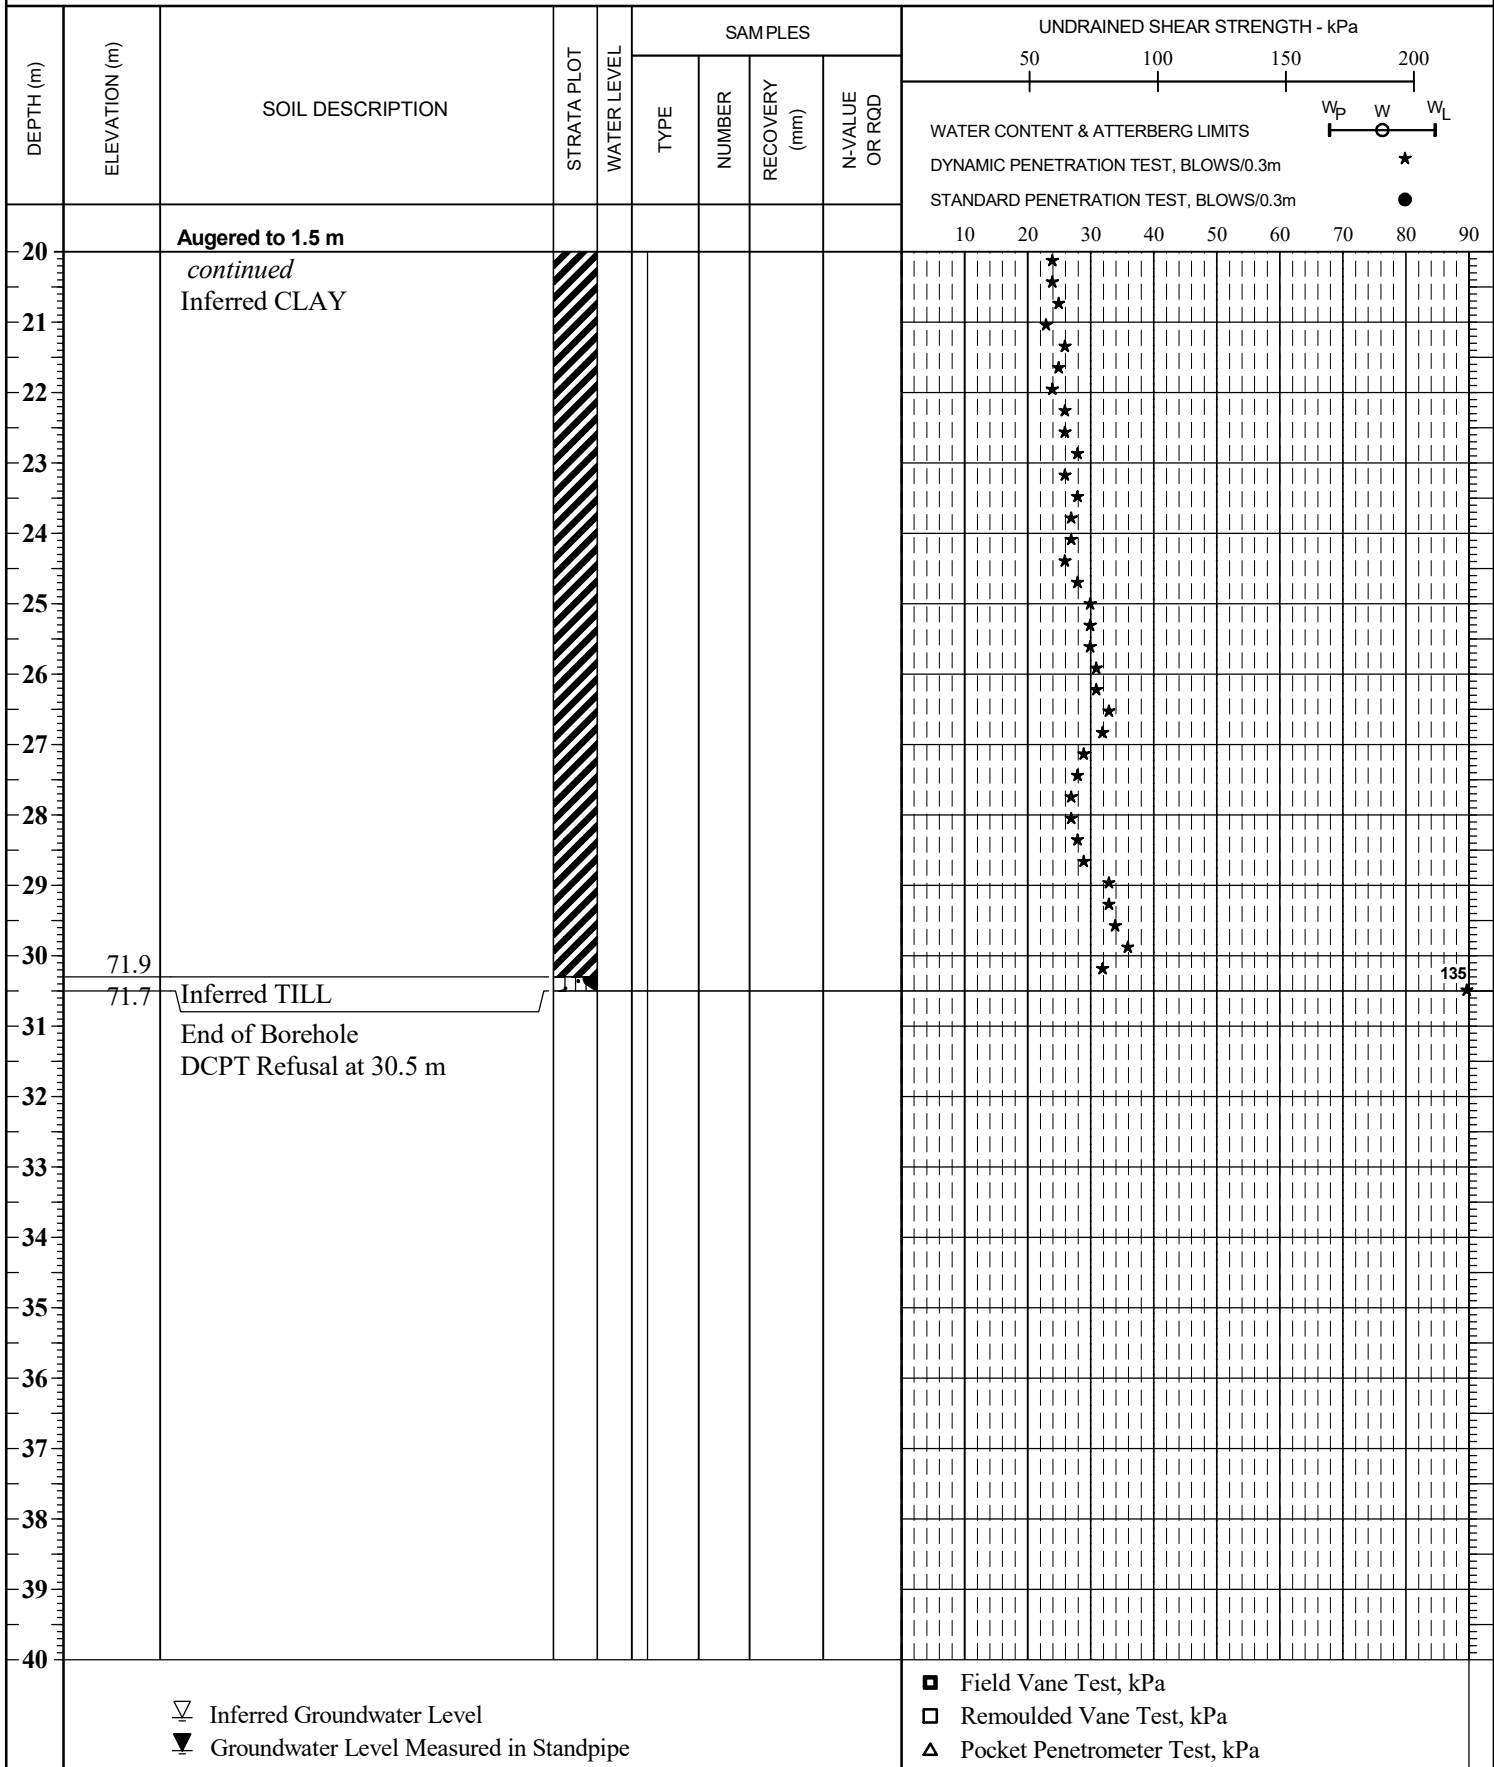 DEPTH (m)
ELEVATION (m)
SOIL DESCRIPTION
STRATA PLOT
WATER LEVEL
SAMPLES
TYPE
NUMBER
RECOVERY
(mm)
N-VALUE
OR RQD
UNDRAINED SHEAR STRENGTH - kPa
50 100 150 200
WATER CONTENT & ATTERBERG LIMITS
WP W WL
DYNAMIC PENETRATION TEST, BLOWS/0.3m ★
STANDARD PENETRATION TEST, BLOWS/0.3m ●
10 20 30 40 50 60 70 80 90
Augered to 1.5 m
20
continued
Inferred CLAY
21
22
23
24
25
26
27
28
29
30
71.9
135
71.7 Inferred TILL
31
End of Borehole
DCPT Refusal at 30.5 m
32
33
34
35
36
37
38
39
40
Inferred Groundwater Level
Groundwater Level Measured in Standpipe
Field Vane Test, kPa
Remoulded Vane Test, kPa
Pocket Penetrometer Test, kPa